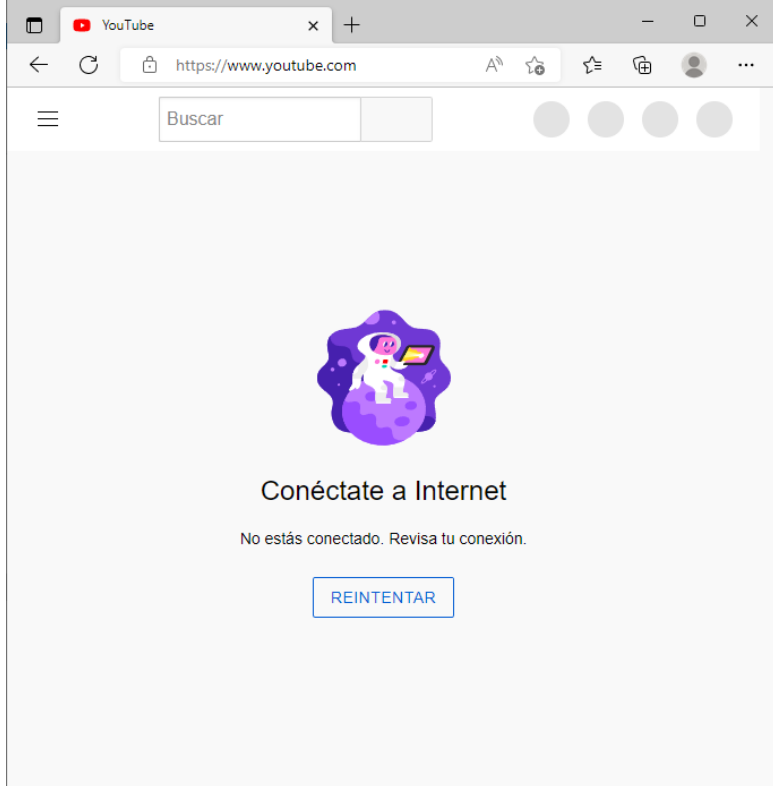 YouTube
https://www.youtube.com
Buscar
Conéctate a Internet
No estás conectado. Revisa tu conexión.
REINTENTAR